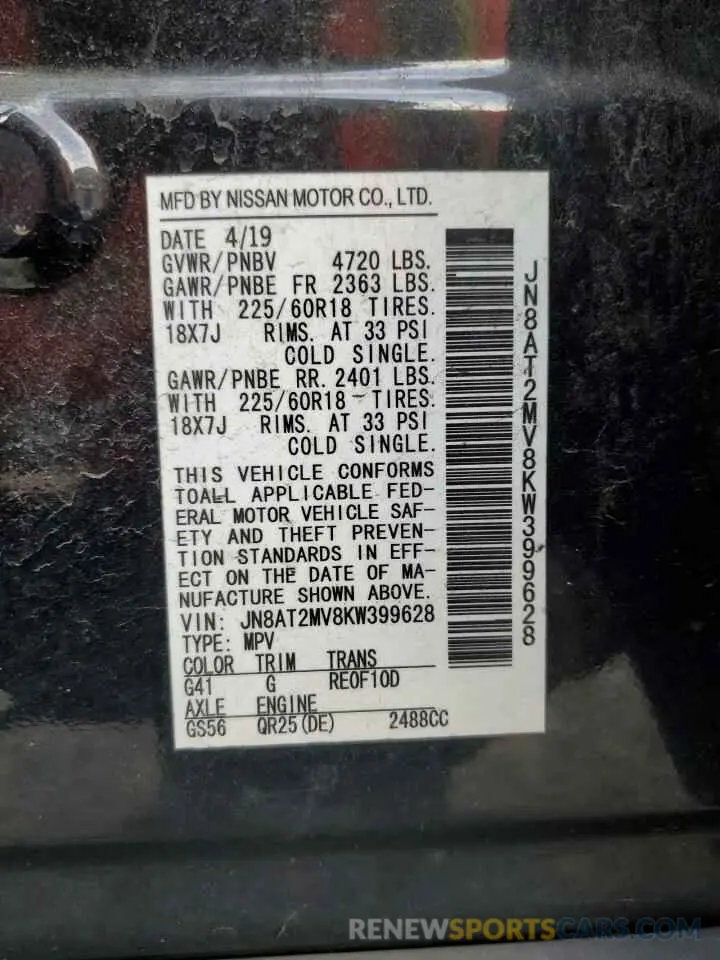 MFD BY NISSAN MOTOR CO., LTD.
DATE 4/19
GVWR/PNBV 4720 LBS.
GAWR/PNBE FR 2363 LBS.
WITH 225/60R18 TIRES.
18X7J RIMS. AT 33 PSI
COLD SINGLE.
GAWR/PNBE RR. 2401 LBS.
WITH 225/60R18 TIRES.
18X7J RIMS. AT 33 PSI
COLD SINGLE.
THIS VEHICLE CONFORMS
TOALL APPLICABLE FED-
ERAL MOTOR VEHICLE SAF-
ETY AND THEFT PREVEN-
TION STANDARDS IN EFF-
ECT ON THE DATE OF MA-
NUFACTURE SHOWN ABOVE.
VIN: JN8AT2MV8KW399628
TYPE: MPV
COLOR TRIM TRANS
G41 G RE0F10D
AXLE ENGINE
GS56 QR25(DE) 2488CC
JN8AT2MV8KW399628
RENEWSPORTSCARS.COM